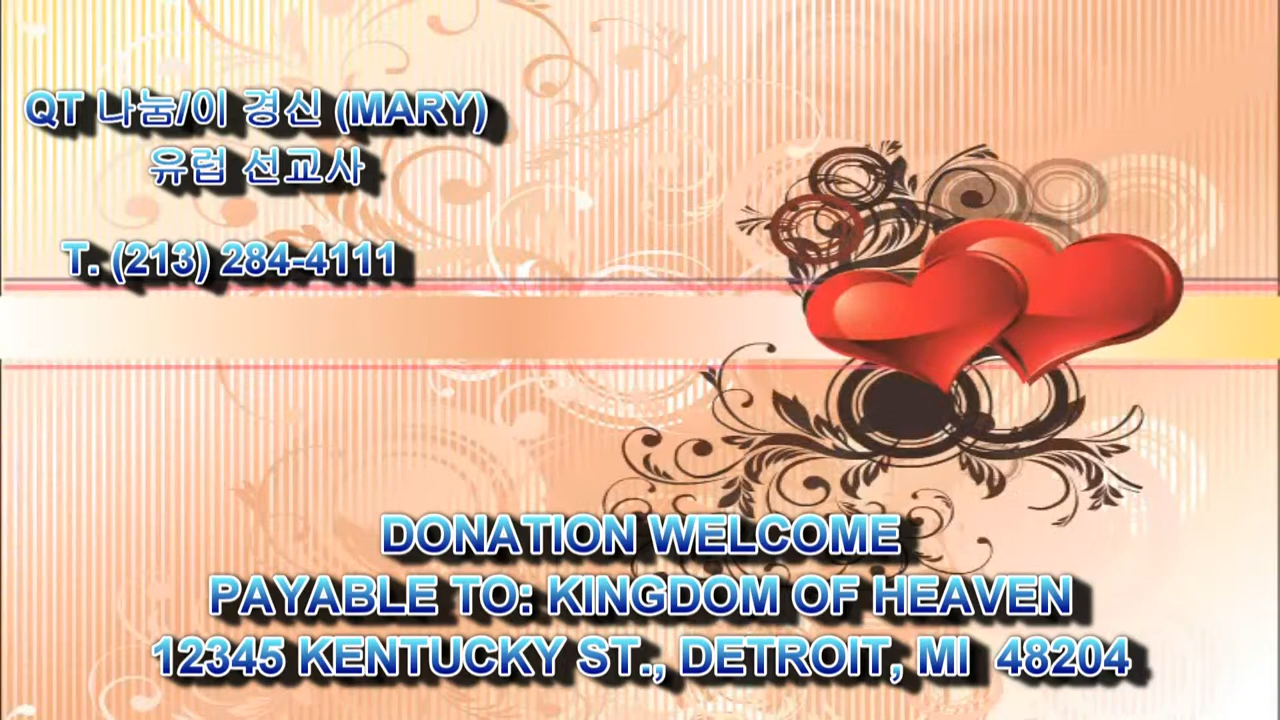 QT 나눔/이 경신 (MARY)
유럽 선교사
T. (213) 284-4111
DONATION WELCOME
PAYABLE TO: KINGDOM OF HEAVEN
12345 KENTUCKY ST., DETROIT, MI  48204